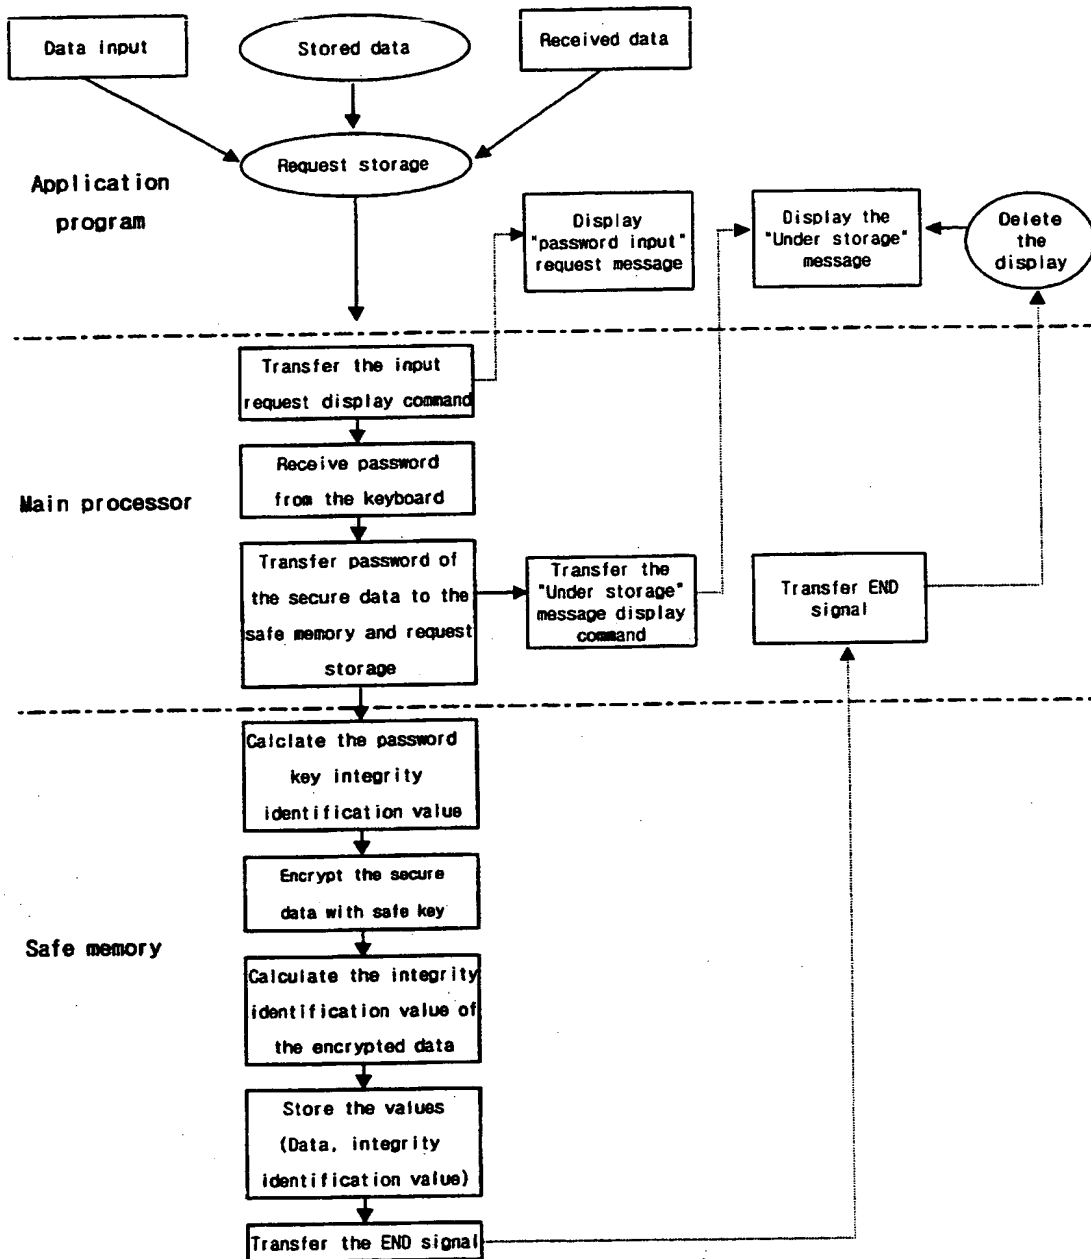 Data input
Stored data
Received data
Request storage
Application
program
Display
"password input"
request message
Display the
"Under storage"
message
Delete
the
display
Transfer the input
request display command
Receive password
from the keyboard
Main processor
Transfer password of
the secure data to the
safe memory and request
storage
Transfer the
"Under storage"
message display
command
Transfer END
signal
Calclate the password
key integrity
identification value
Encrypt the secure
data with safe key
Safe memory
Calculate the integrity
identification value of
the encrypted data
Store the values
(Data, integrity
identification value)
Transfer the END signal